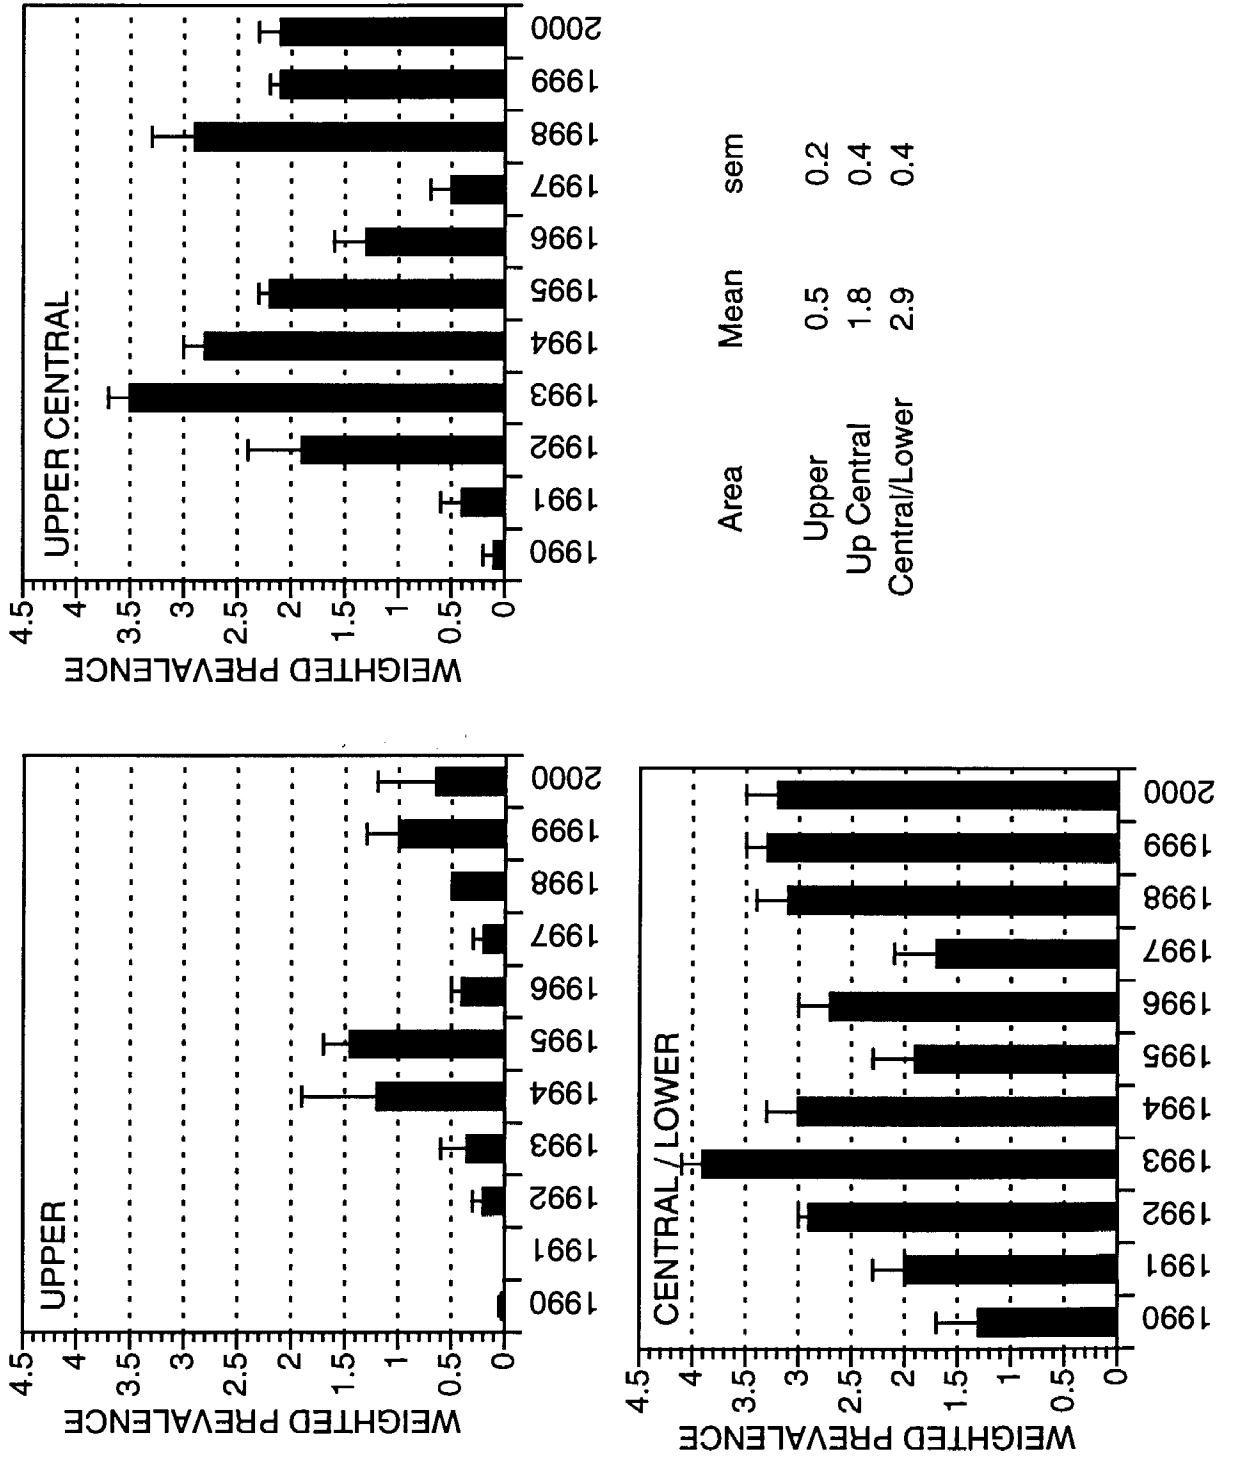 UPPER
WEIGHTED PREVALENCE
4.5
4
3.5
3
2.5
2
1.5
1
0.5
0
1990 1991 1992 1993 1994 1995 1996 1997 1998 1999 2000
UPPER CENTRAL
WEIGHTED PREVALENCE
4.5
4
3.5
3
2.5
2
1.5
1
0.5
0
1990 1991 1992 1993 1994 1995 1996 1997 1998 1999 2000
CENTRAL / LOWER
WEIGHTED PREVALENCE
4.5
4
3.5
3
2.5
2
1.5
1
0.5
0
1990 1991 1992 1993 1994 1995 1996 1997 1998 1999 2000
Area Mean sem
Upper 0.5 0.2
Up Central 1.8 0.4
Central/Lower 2.9 0.4